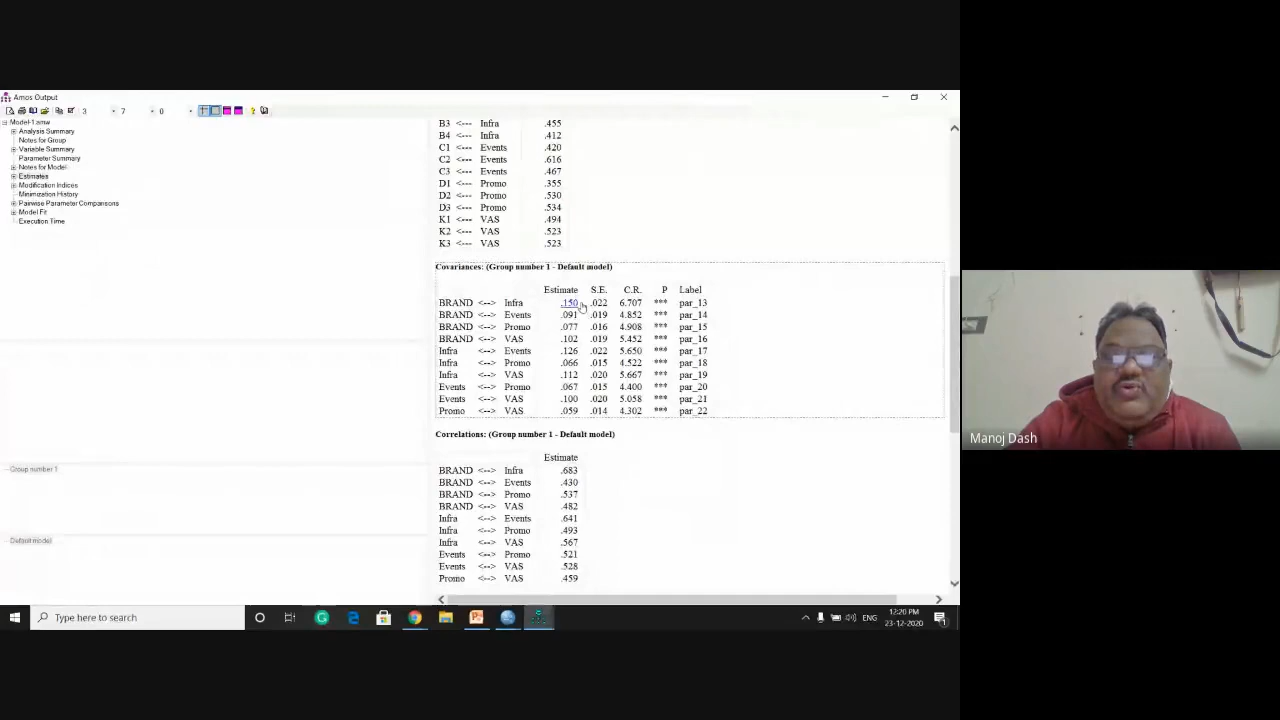 Amos Output
3 7 0
Model-1.amw
Analysis Summary
Notes for Group
Variable Summary
Parameter Summary
Notes for Model
Estimates
Modification Indices
Minimization History
Pairwise Parameter Comparisons
Model Fit
Execution Time
Group number 1
Default model
B3 <--- Infra .455
B4 <--- Infra .412
C1 <--- Events .420
C2 <--- Events .616
C3 <--- Events .467
D1 <--- Promo .355
D2 <--- Promo .530
D3 <--- Promo .534
K1 <--- VAS .494
K2 <--- VAS .523
K3 <--- VAS .523
Covariances: (Group number 1 - Default model)
Estimate S.E. C.R. P Label
BRAND <--> Infra .150 .022 6.707 *** par_13
BRAND <--> Events .091 .019 4.852 *** par_14
BRAND <--> Promo .077 .016 4.908 *** par_15
BRAND <--> VAS .102 .019 5.452 *** par_16
Infra <--> Events .126 .022 5.650 *** par_17
Infra <--> Promo .066 .015 4.522 *** par_18
Infra <--> VAS .112 .020 5.667 *** par_19
Events <--> Promo .067 .015 4.400 *** par_20
Events <--> VAS .100 .020 5.058 *** par_21
Promo <--> VAS .059 .014 4.302 *** par_22
Correlations: (Group number 1 - Default model)
Estimate
BRAND <--> Infra .683
BRAND <--> Events .430
BRAND <--> Promo .537
BRAND <--> VAS .482
Infra <--> Events .641
Infra <--> Promo .493
Infra <--> VAS .567
Events <--> Promo .521
Events <--> VAS .528
Promo <--> VAS .459
Manoj Dash
Type here to search
ENG
12:20 PM
23-12-2020